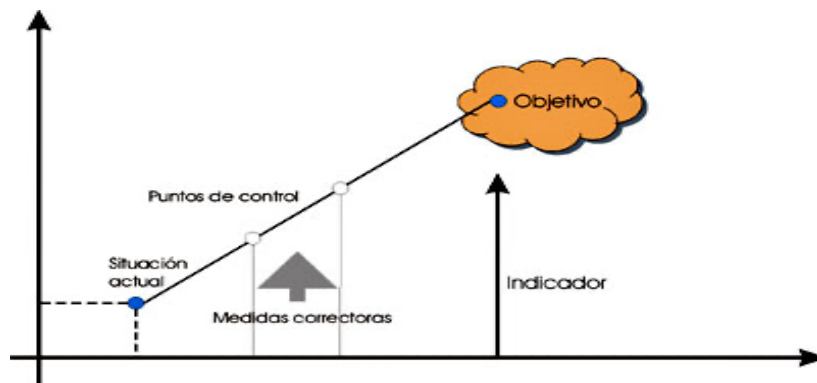 Objetivo
Puntos de control
Situación
actual
Indicador
Medidas correctoras